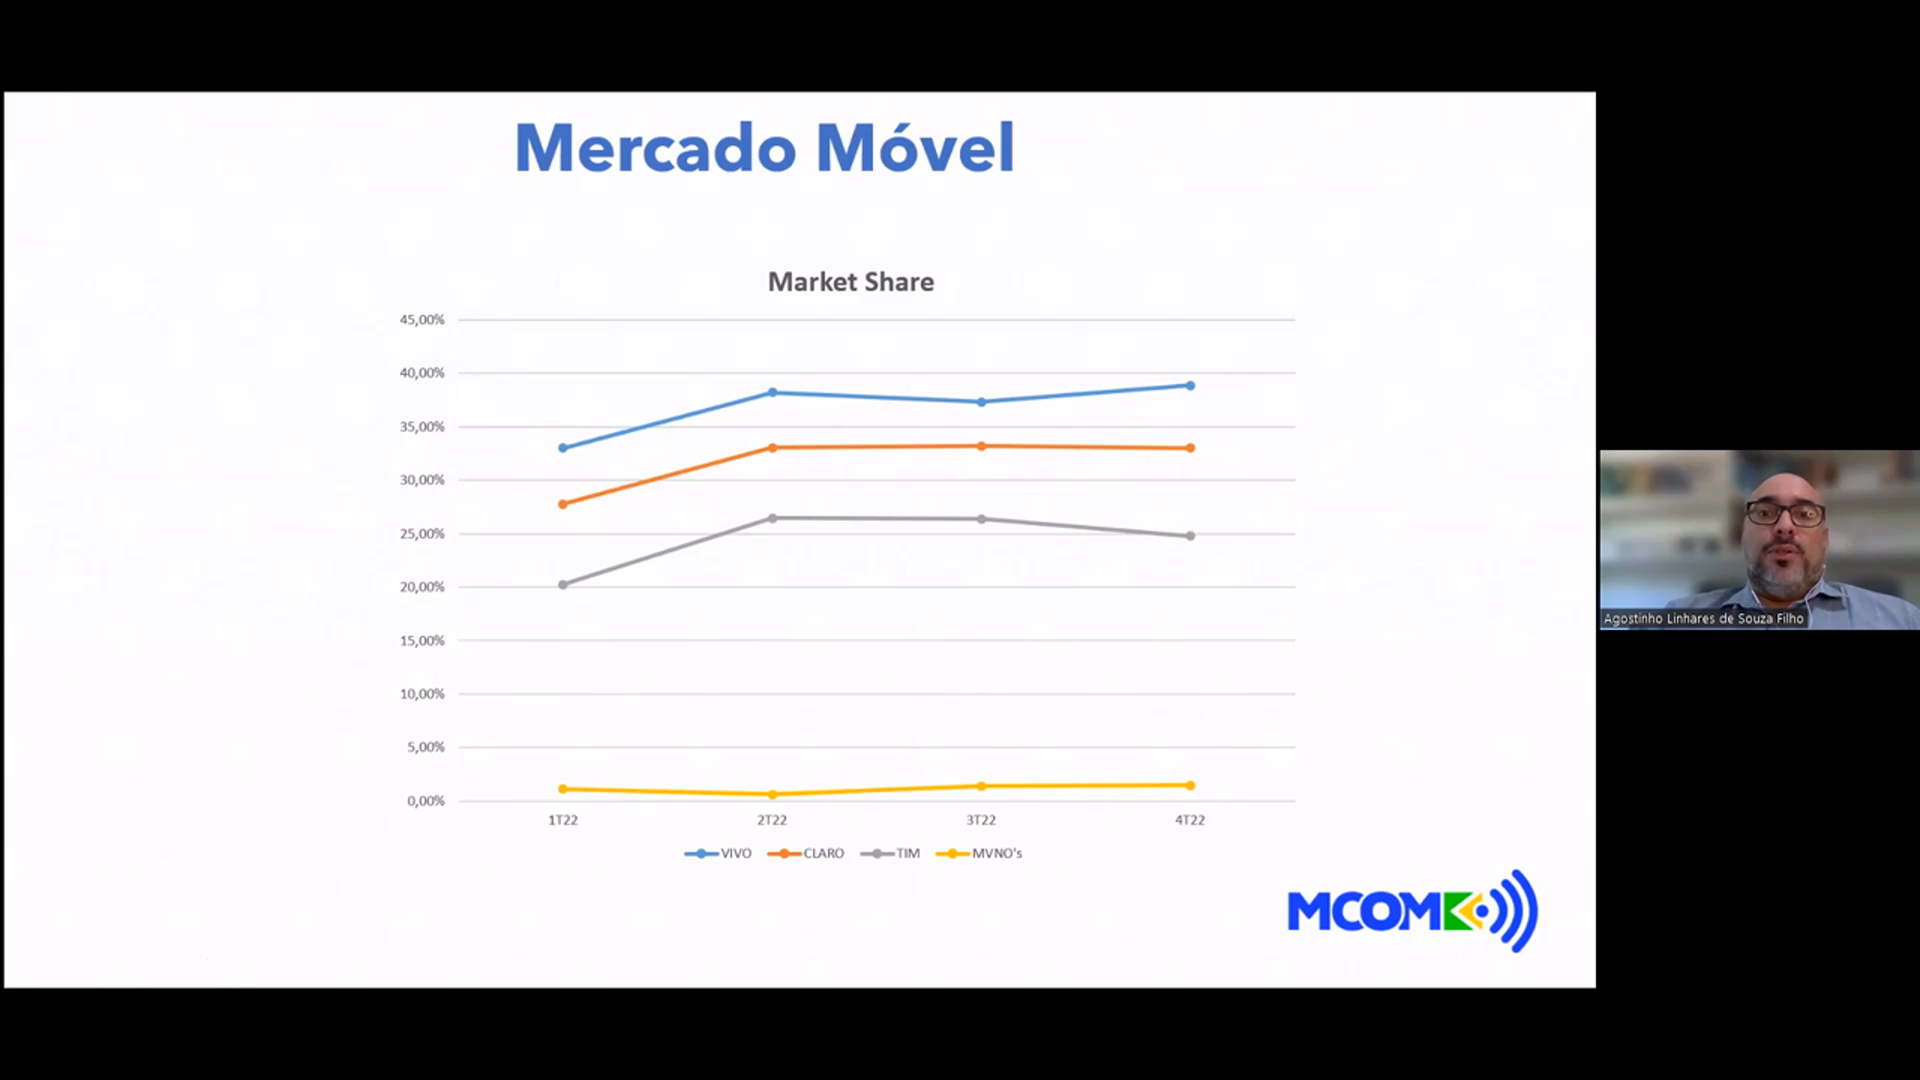 Mercado Móvel
Market Share
45,00%
40,00%
35,00%
30,00%
25,00%
20,00%
15,00%
10,00%
5,00%
0,00%
1T22 2T22 3T22 4T22
VIVO CLARO TIM MVNO's
MCOM
Agostinho Linhares de Souza Filho